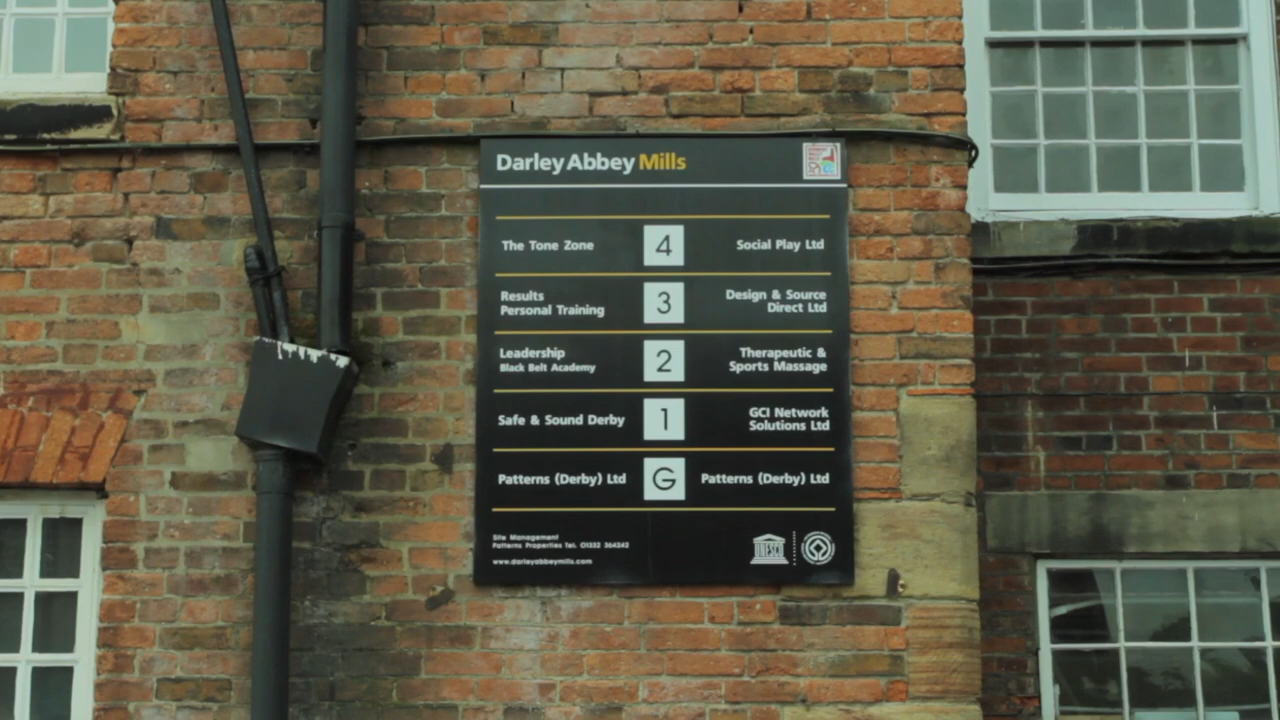 Darley Abbey Mills
The Tone Zone 4 Social Play Ltd
Results
Personal Training
3
Design & Source
Direct Ltd
Leadership
Black Belt Academy
2
Therapeutic &
Sports Massage
Safe & Sound Derby
1
GCI Network
Solutions Ltd
Patterns (Derby) Ltd G Patterns (Derby) Ltd
Site Management
Patterns Properties Tel. 01332 364242
www.darleyabbeymills.com
UNESCO